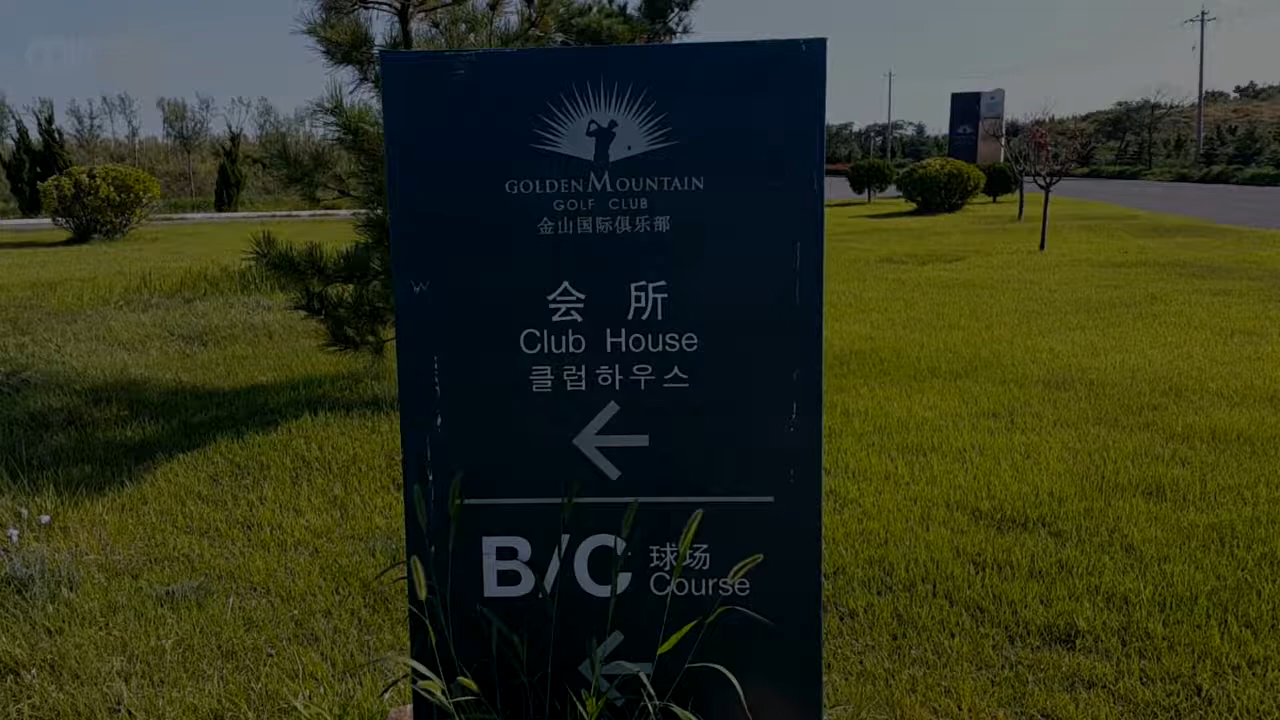 GOLDEN MOUNTAIN
GOLF CLUB
金山国际俱乐部
会 所
Club House
클럽하우스
B/C 球场
Course